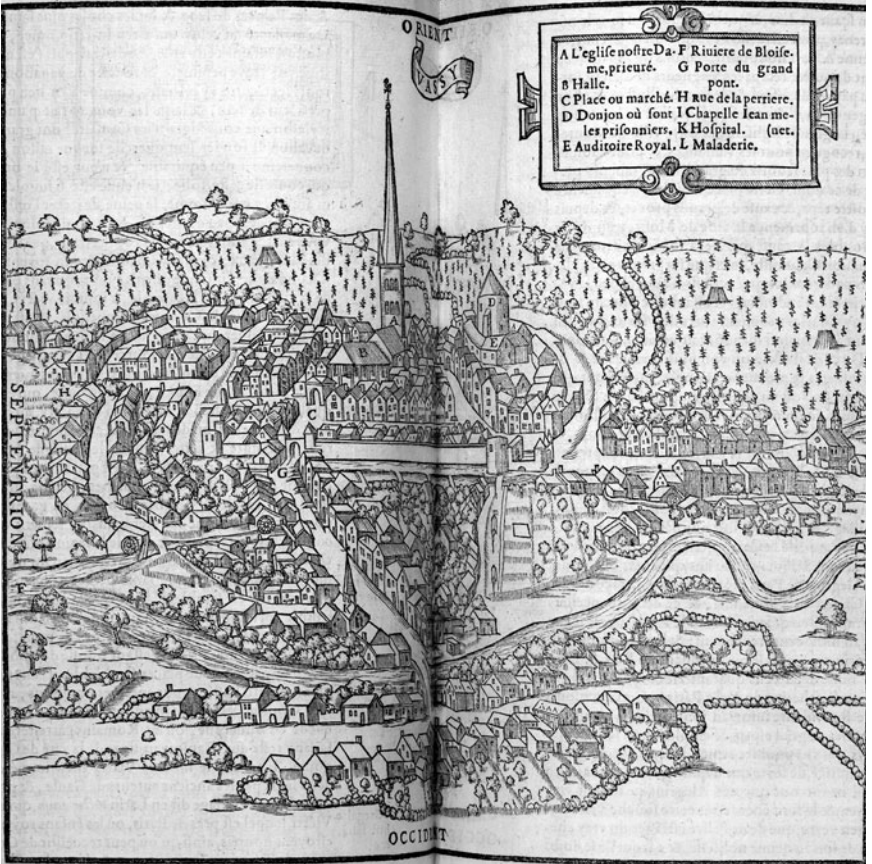 ORIENT
VASSY
A L'egliſe noſtre Da-
me, prieuré.
B Halle.
C Place ou marché.
D Donjon où ſont
les priſonniers.
E Auditoire Royal.
F Riuiere de Bloiſe.
G Porte du grand
pont.
H Rue de la perriere.
I Chapelle Iean me-
K Hoſpital. (net.
L Maladerie.
SEPTENTRION.
MIDI.
D
E
B
H
C
G
L
F
OCCIDENT